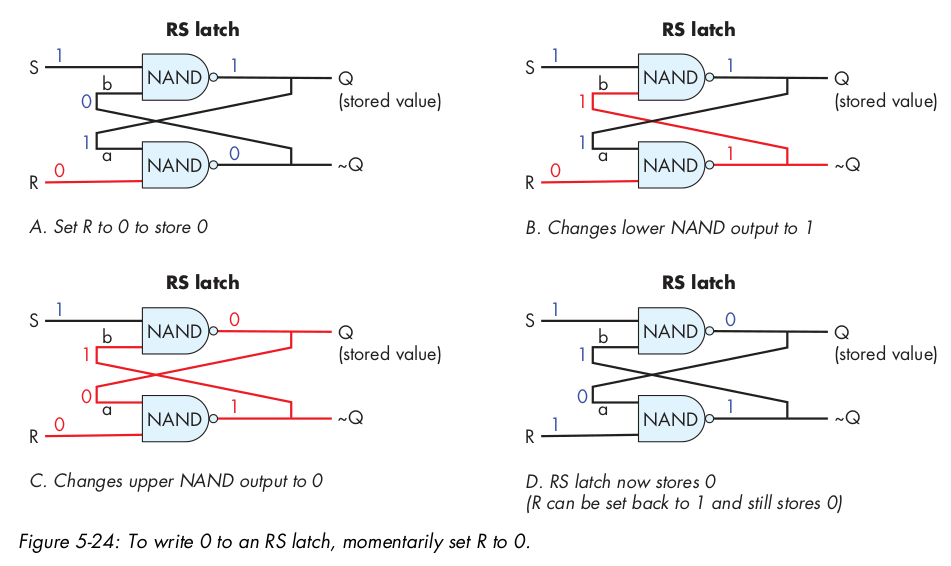 RS latch
S 1 NAND 1 Q
b
0 (stored value)
1
a
R 0 NAND 0 ~Q
A. Set R to 0 to store 0
RS latch
S 1 NAND 1 Q
b
1 (stored value)
1
a
R 0 NAND 1 ~Q
B. Changes lower NAND output to 1
RS latch
S 1 NAND 0 Q
b
1 (stored value)
0
a
R 0 NAND 1 ~Q
C. Changes upper NAND output to 0
RS latch
S 1 NAND 0 Q
b
1 (stored value)
0
a
R 1 NAND 1 ~Q
D. RS latch now stores 0
(R can be set back to 1 and still stores 0)
Figure 5-24: To write 0 to an RS latch, momentarily set R to 0.